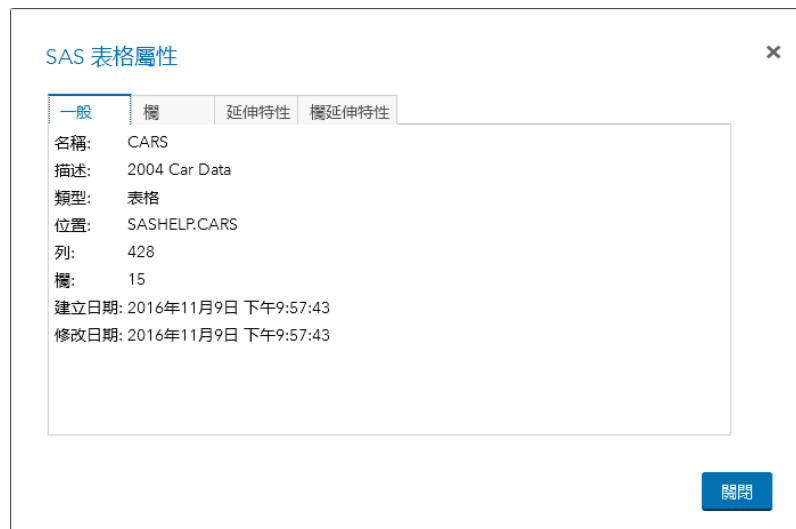 SAS 表格屬性
一般 欄 延伸特性 欄延伸特性
名稱: CARS
描述: 2004 Car Data
類型: 表格
位置: SASHELP.CARS
列: 428
欄: 15
建立日期: 2016年11月9日 下午9:57:43
修改日期: 2016年11月9日 下午9:57:43
關閉